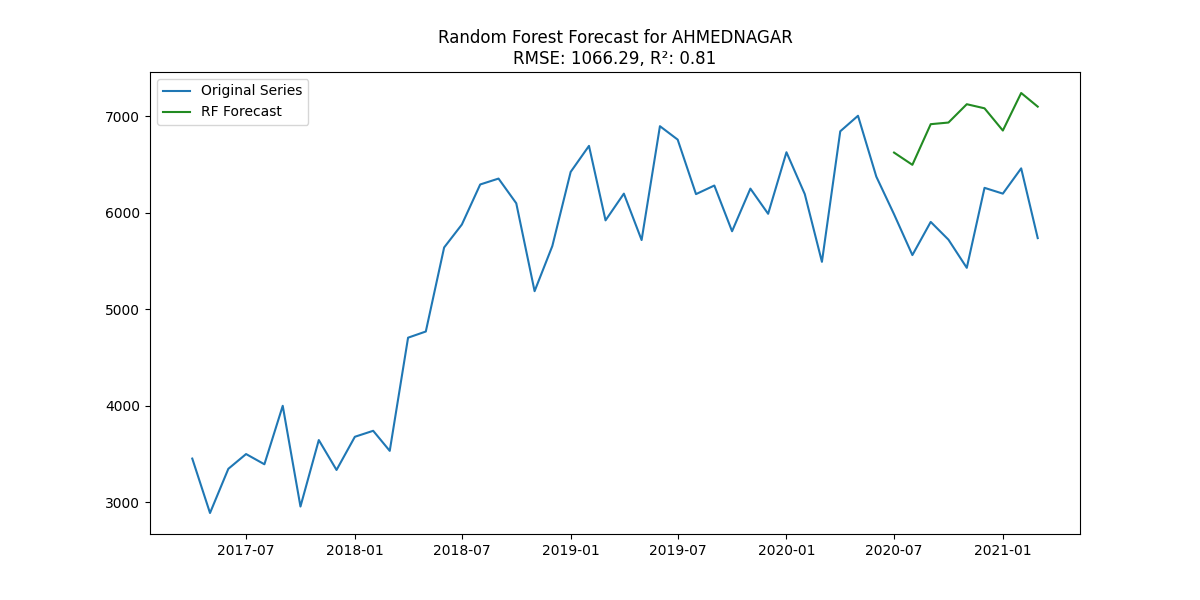 Random Forest Forecast for AHMEDNAGAR
RMSE: 1066.29, R²: 0.81
Original Series
RF Forecast
7000
6000
5000
4000
3000
2017-07 2018-01 2018-07 2019-01 2019-07 2020-01 2020-07 2021-01